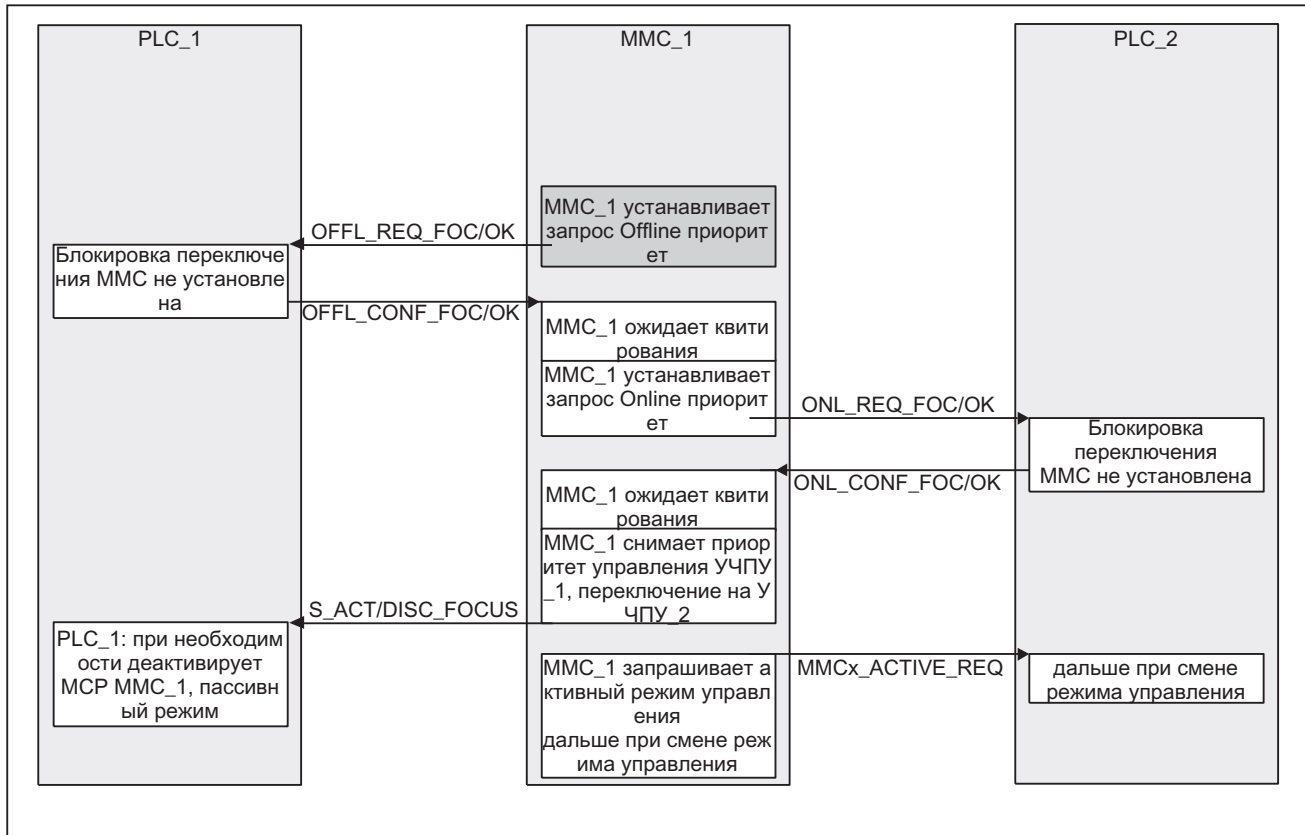 PLC_1
MMC_1
PLC_2
MMC_1 устанавливает
запрос Offline приорит
ет
OFFL_REQ_FOC/OK
Блокировка переключе
ния MMC не установле
на
OFFL_CONF_FOC/OK
MMC_1 ожидает квити
рования
MMC_1 устанавливает
запрос Online приорит
ет
ONL_REQ_FOC/OK
Блокировка
переключения
MMC не установлена
ONL_CONF_FOC/OK
MMC_1 ожидает квити
рования
MMC_1 снимает приор
итет управления УЧПУ
_1, переключение на У
ЧПУ_2
S_ACT/DISC_FOCUS
PLC_1: при необходим
ости деактивирует
MCP MMC_1, пассивн
ый режим
MMC_1 запрашивает а
ктивный режим управл
ения
дальше при смене реж
има управления
MMCx_ACTIVE_REQ
дальше при смене
режима управления